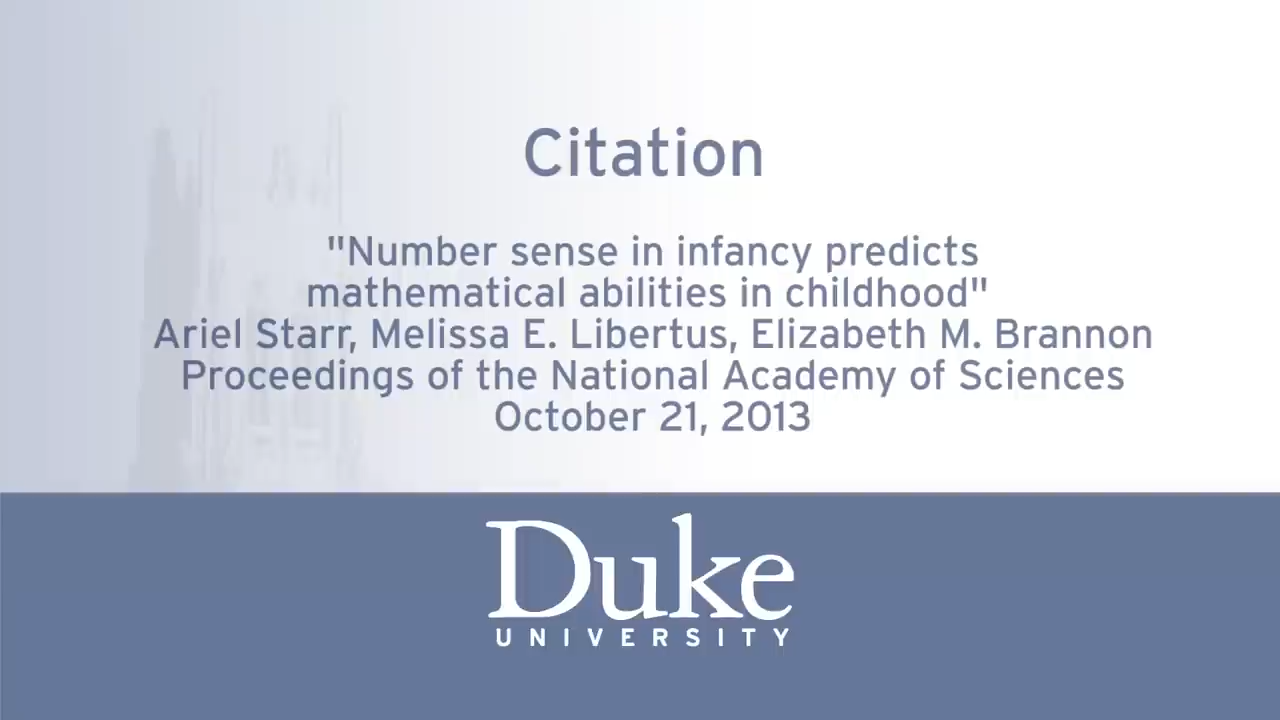 Citation
"Number sense in infancy predicts
mathematical abilities in childhood"
Ariel Starr, Melissa E. Libertus, Elizabeth M. Brannon
Proceedings of the National Academy of Sciences
October 21, 2013
Duke
UNIVERSITY